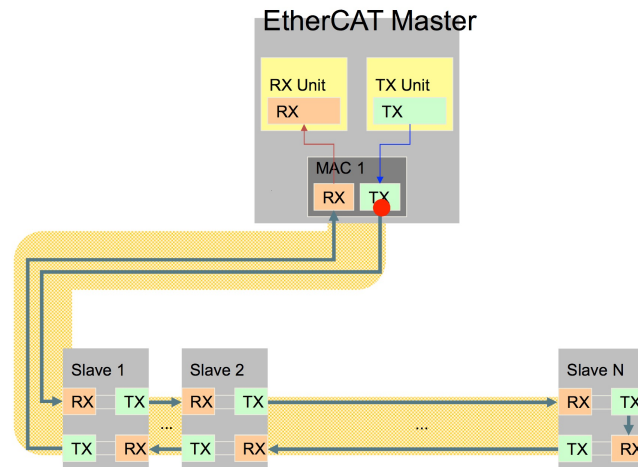 EtherCAT Master
RX Unit
TX Unit
RX
TX
MAC 1
RX
TX
Slave 1
Slave 2
Slave N
RX
TX
RX
TX
RX
TX
...
...
TX
RX
TX
RX
TX
RX